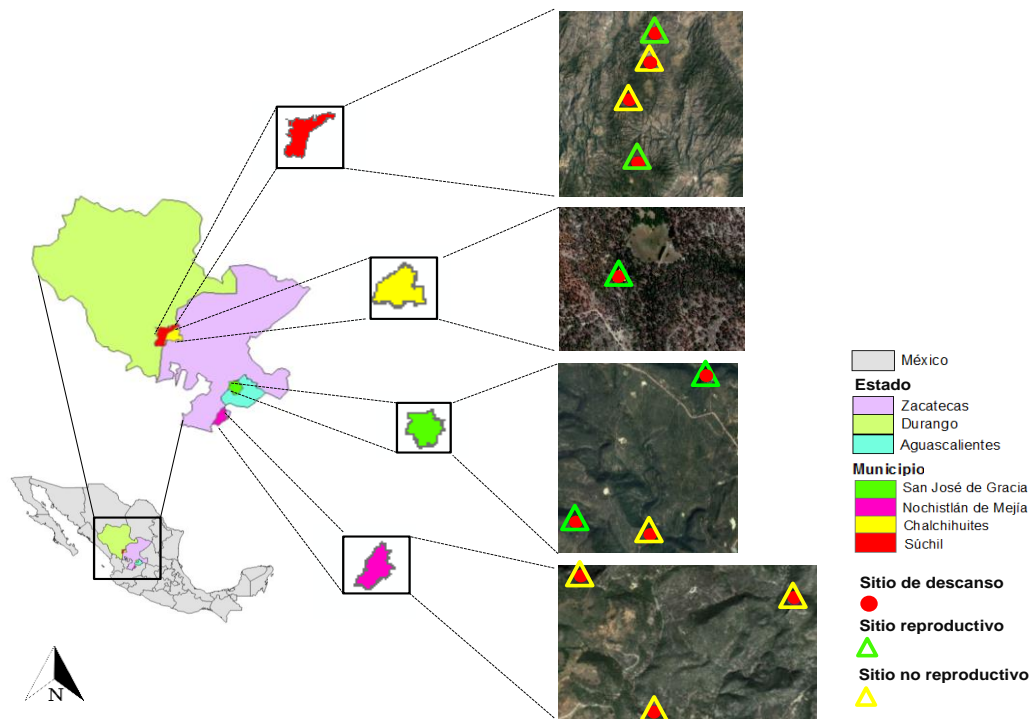 México
Estado
Zacatecas
Durango
Aguascalientes
Municipio
San José de Gracia
Nochistlán de Mejía
Chalchihuites
Súchil
Sitio de descanso
Sitio reproductivo
Sitio no reproductivo
N